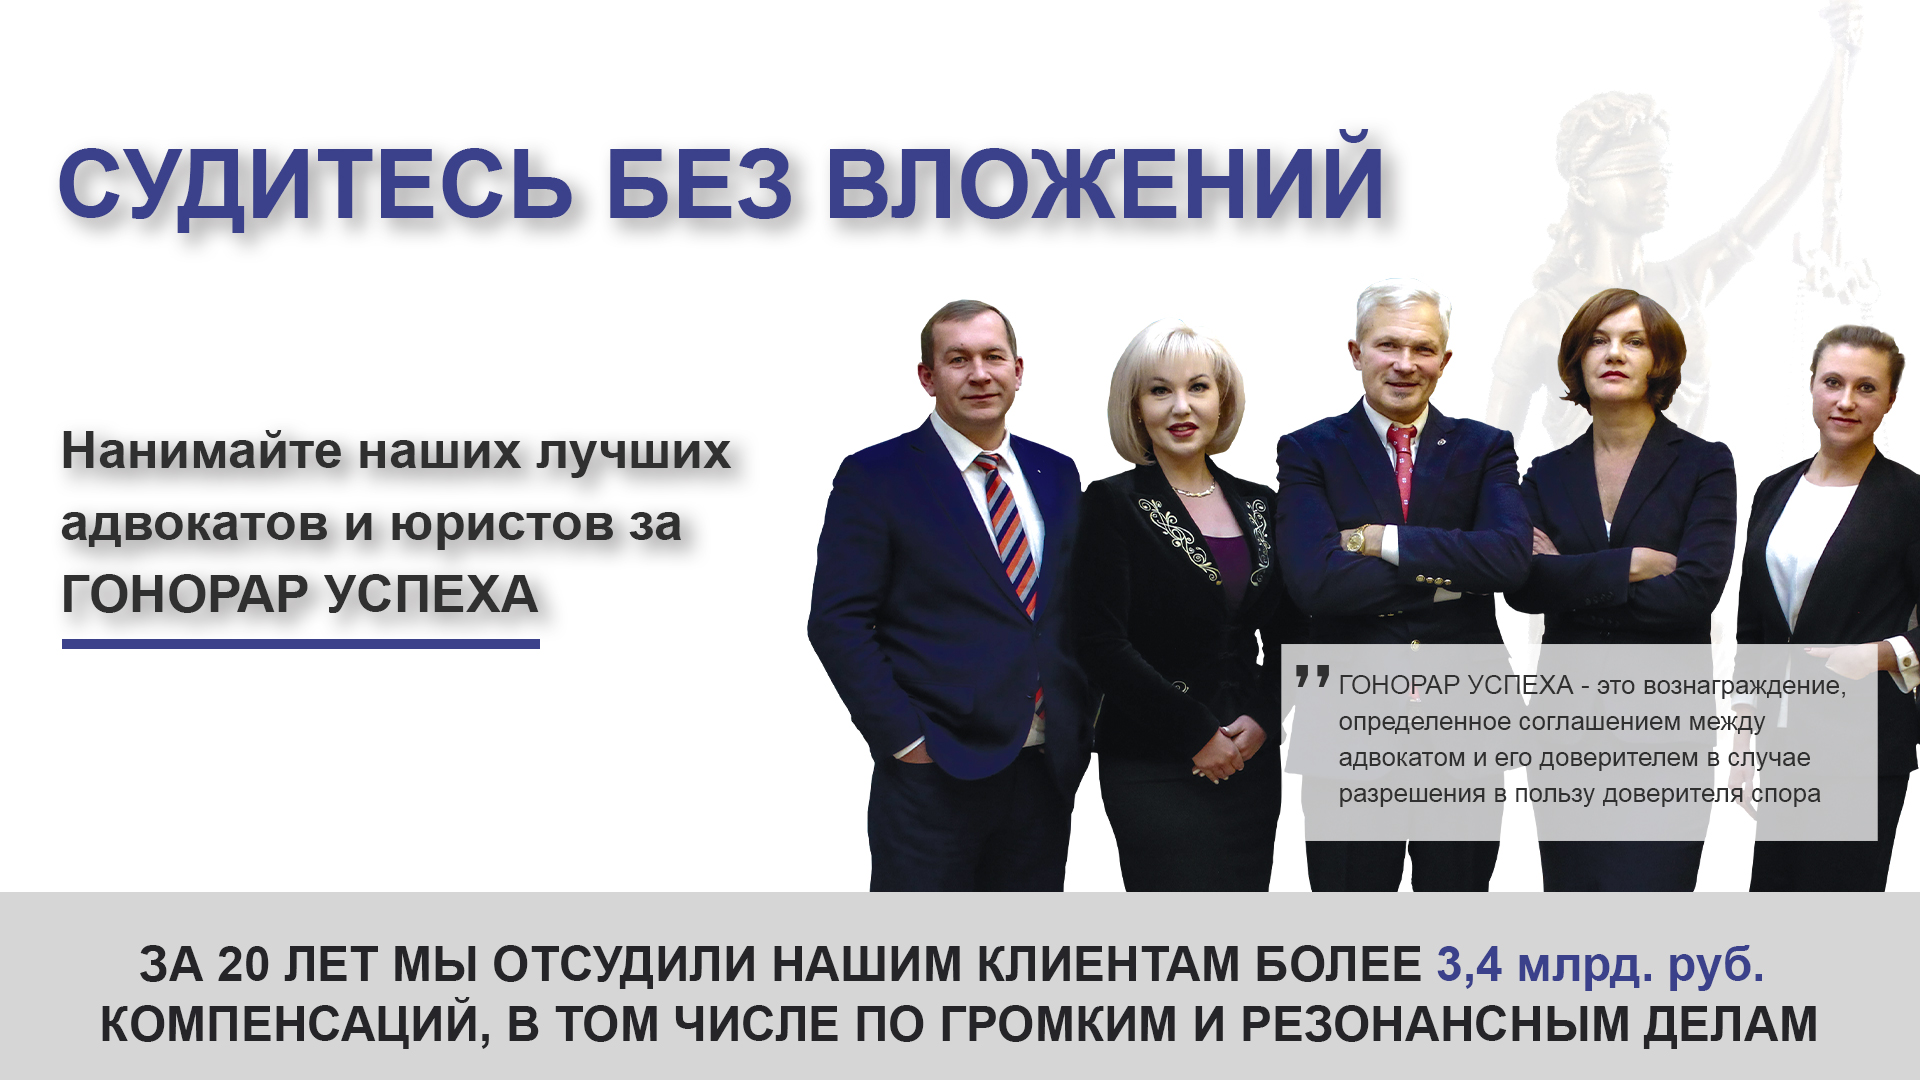 СУДИТЕСЬ БЕЗ ВЛОЖЕНИЙ
Нанимайте наших лучших
адвокатов и юристов за
ГОНОРАР УСПЕХА
’’ ГОНОРАР УСПЕХА - это вознаграждение,
определенное соглашением между
адвокатом и его доверителем в случае
разрешения в пользу доверителя спора
ЗА 20 ЛЕТ МЫ ОТСУДИЛИ НАШИМ КЛИЕНТАМ БОЛЕЕ 3,4 млрд. руб.
КОМПЕНСАЦИЙ, В ТОМ ЧИСЛЕ ПО ГРОМКИМ И РЕЗОНАНСНЫМ ДЕЛАМ